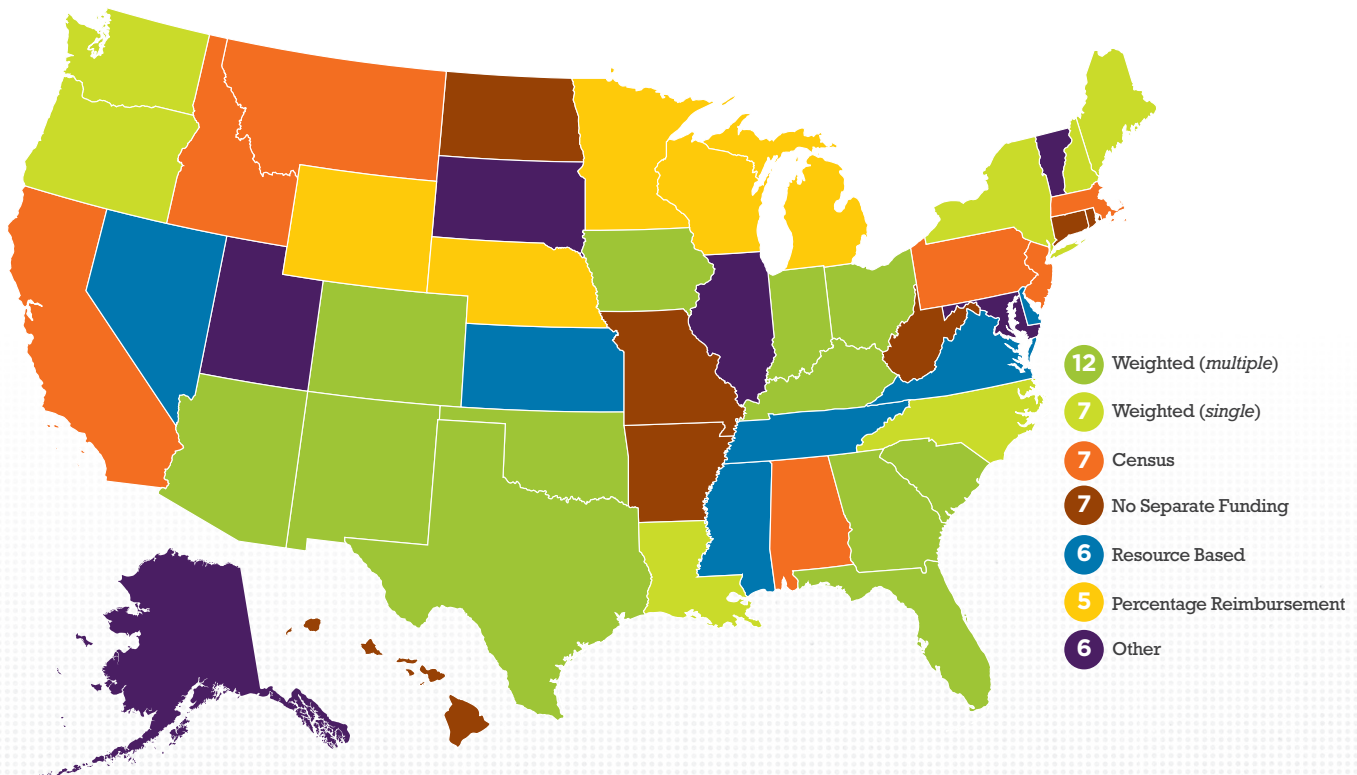 12 Weighted (multiple)
7 Weighted (single)
7 Census
7 No Separate Funding
6 Resource Based
5 Percentage Reimbursement
6 Other